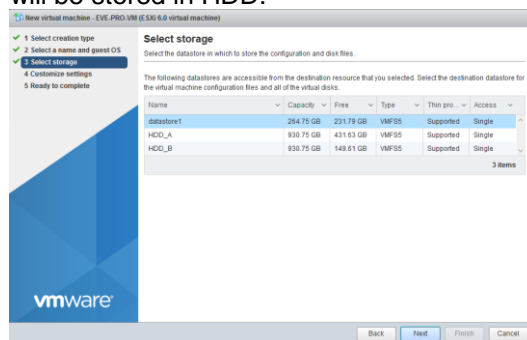 will be stored in HDD.
New virtual machine - EVE-PRO-VM (ESXi 6.0 virtual machine)
1 Select creation type
2 Select a name and guest OS
3 Select storage
4 Customize settings
5 Ready to complete
Select storage
Select the datastore in which to store the configuration and disk files.
The following datastores are accessible from the destination resource that you selected. Select the destination datastore for
the virtual machine configuration files and all of the virtual disks.
Name Capacity Free Type Thin pro... Access
datastore1 264.75 GB 231.79 GB VMFS5 Supported Single
HDD_A 930.75 GB 431.63 GB VMFS5 Supported Single
HDD_B 930.75 GB 149.61 GB VMFS5 Supported Single
3 items
vmware
Back Next Finish Cancel